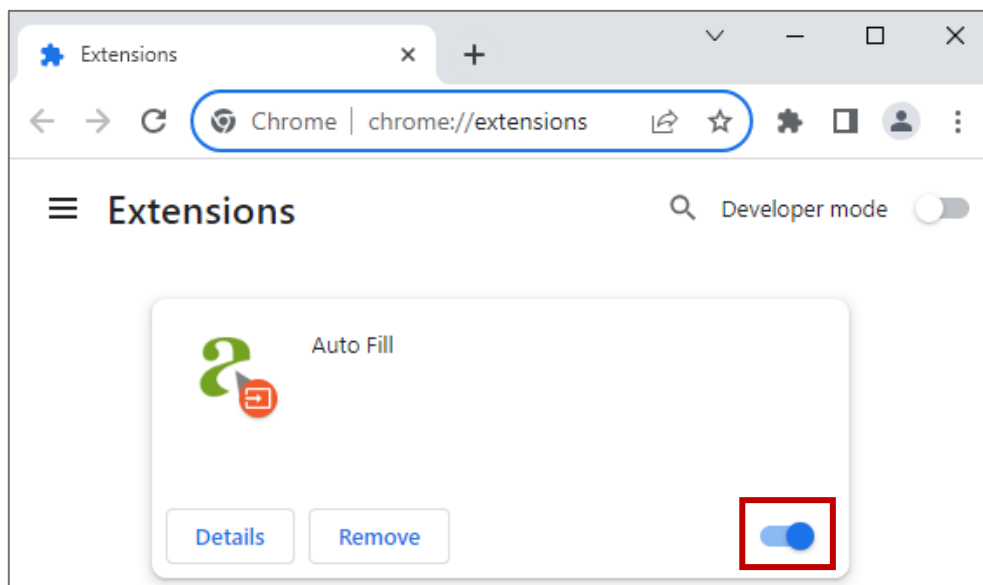 Extensions
Chrome | chrome://extensions
Extensions
Developer mode
Auto Fill
Details
Remove